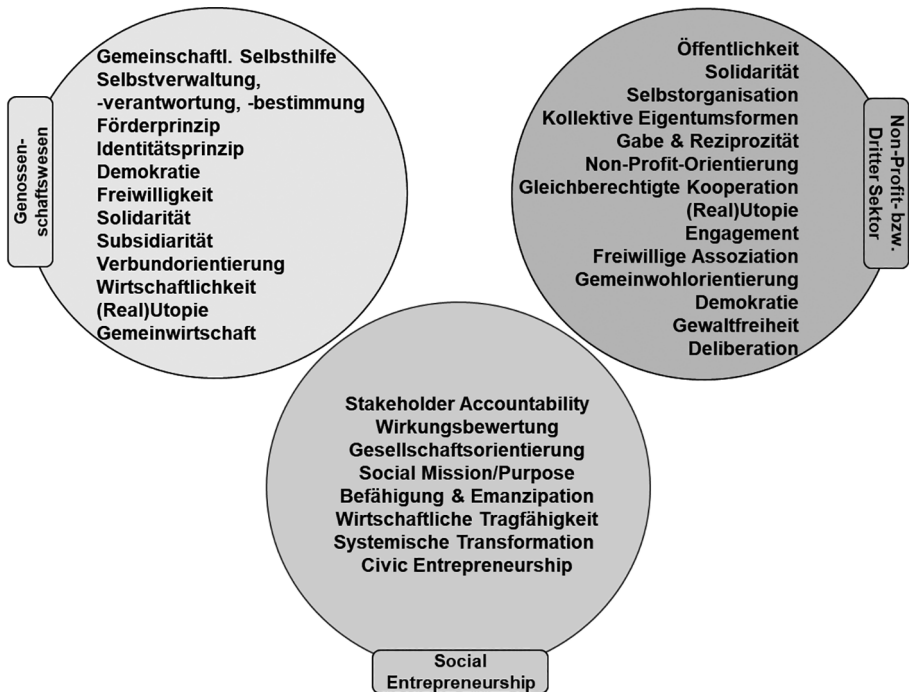 Genossen-
schaftswesen
Gemeinschaftl. Selbsthilfe
Selbstverwaltung,
-verantwortung, -bestimmung
Förderprinzip
Identitätsprinzip
Demokratie
Freiwilligkeit
Solidarität
Subsidiarität
Verbundorientierung
Wirtschaftlichkeit
(Real)Utopie
Gemeinwirtschaft
Öffentlichkeit
Solidarität
Selbstorganisation
Kollektive Eigentumsformen
Gabe & Reziprozität
Non-Profit-Orientierung
Gleichberechtigte Kooperation
(Real)Utopie
Engagement
Freiwillige Assoziation
Gemeinwohlorientierung
Demokratie
Gewaltfreiheit
Deliberation
Non-Profit- bzw.
Dritter Sektor
Stakeholder Accountability
Wirkungsbewertung
Gesellschaftsorientierung
Social Mission/Purpose
Befähigung & Emanzipation
Wirtschaftliche Tragfähigkeit
Systemische Transformation
Civic Entrepreneurship
Social
Entrepreneurship